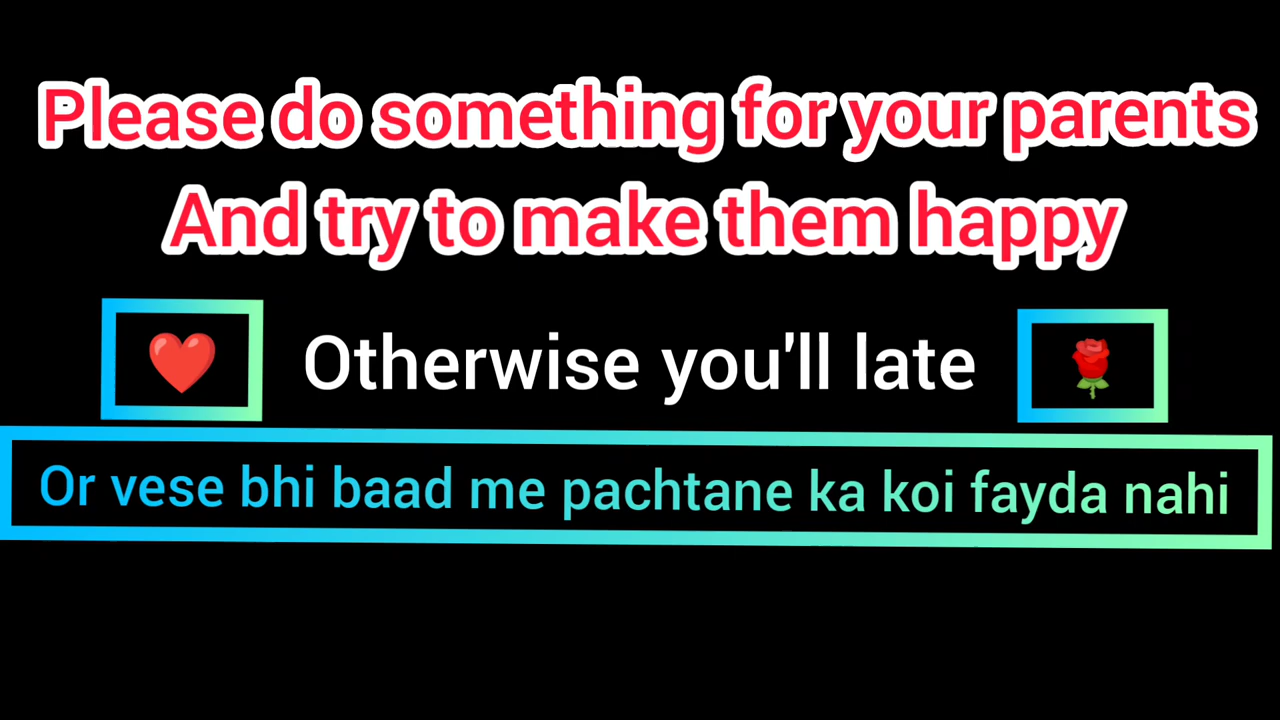 Please do something for your parents
And try to make them happy
❤️ Otherwise you'll late 🌹
Or vese bhi baad me pachtane ka koi fayda nahi